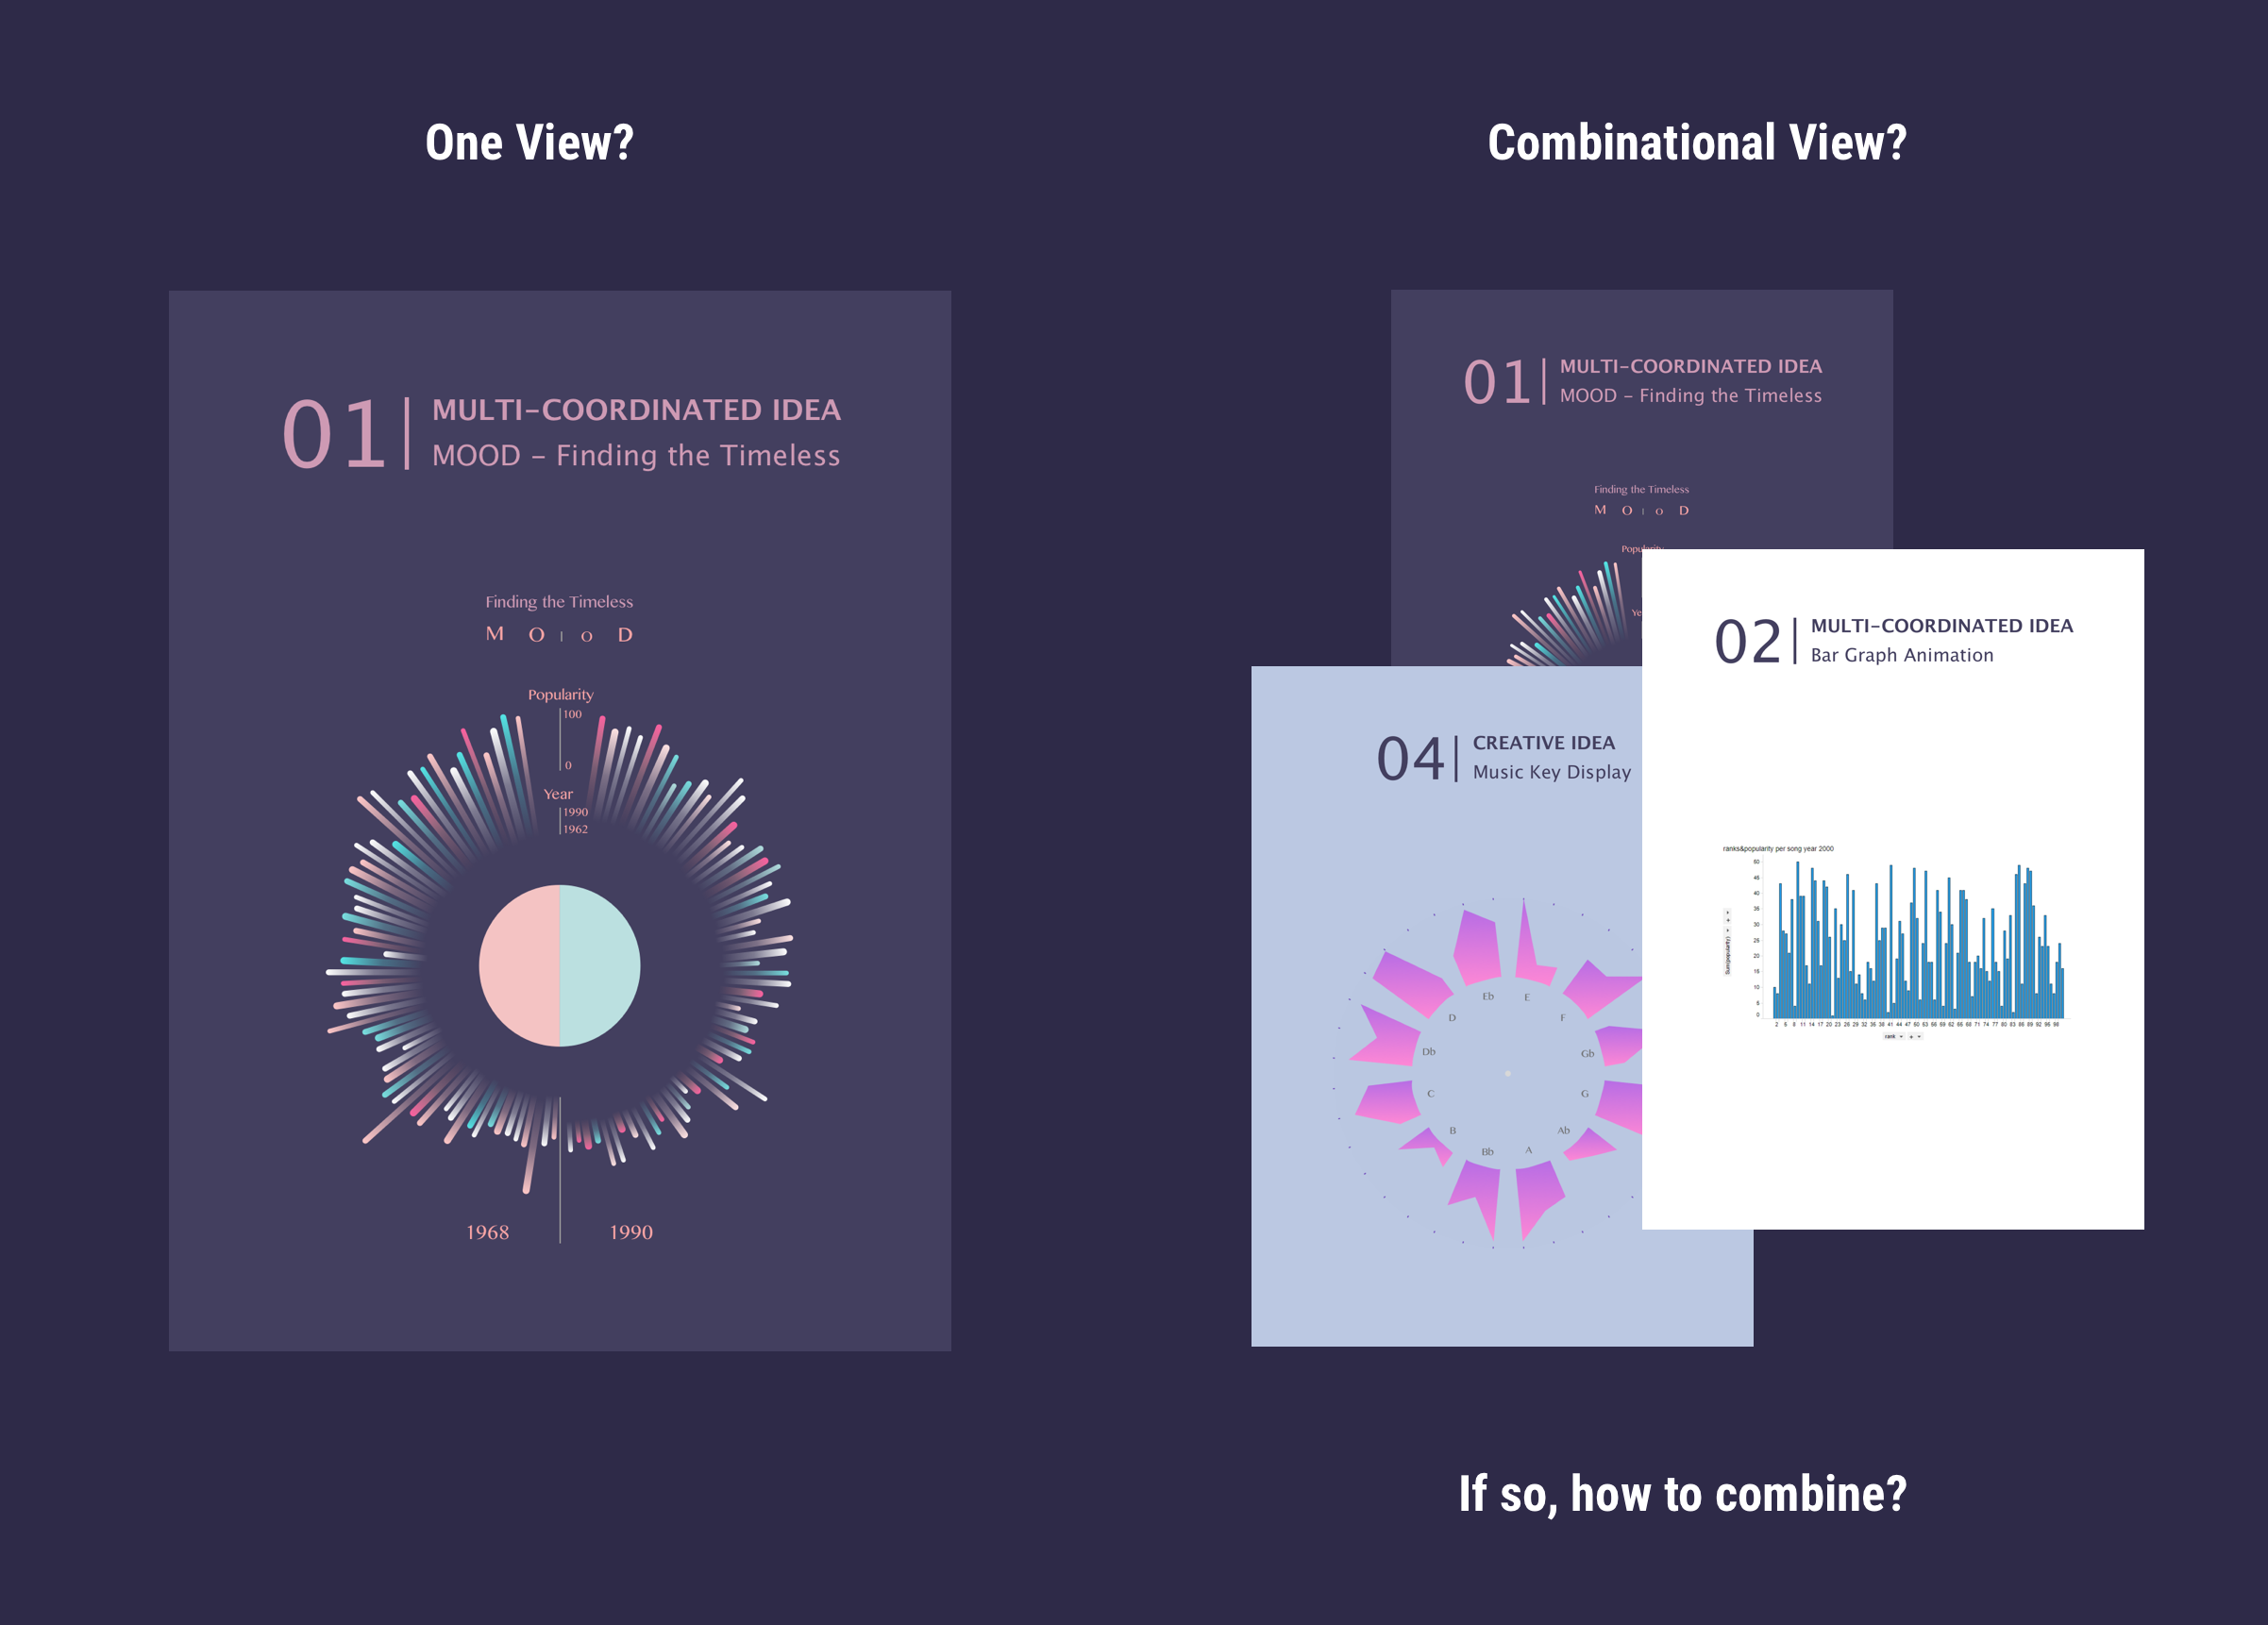 One View?
Combinational View?
01
MULTI-COORDINATED IDEA
MOOD - Finding the Timeless
Finding the Timeless
M O | o D
Popularity
100
0
Year
1990
1962
1968
1990
01
MULTI-COORDINATED IDEA
MOOD - Finding the Timeless
Finding the Timeless
M O | o D
04
CREATIVE IDEA
Music Key Display
Eb
E
D
F
Db
Gb
C
G
B
Ab
Bb
A
02
MULTI-COORDINATED IDEA
Bar Graph Animation
ranks&popularity per song year 2000
Sum(popularity)
rank
If so, how to combine?